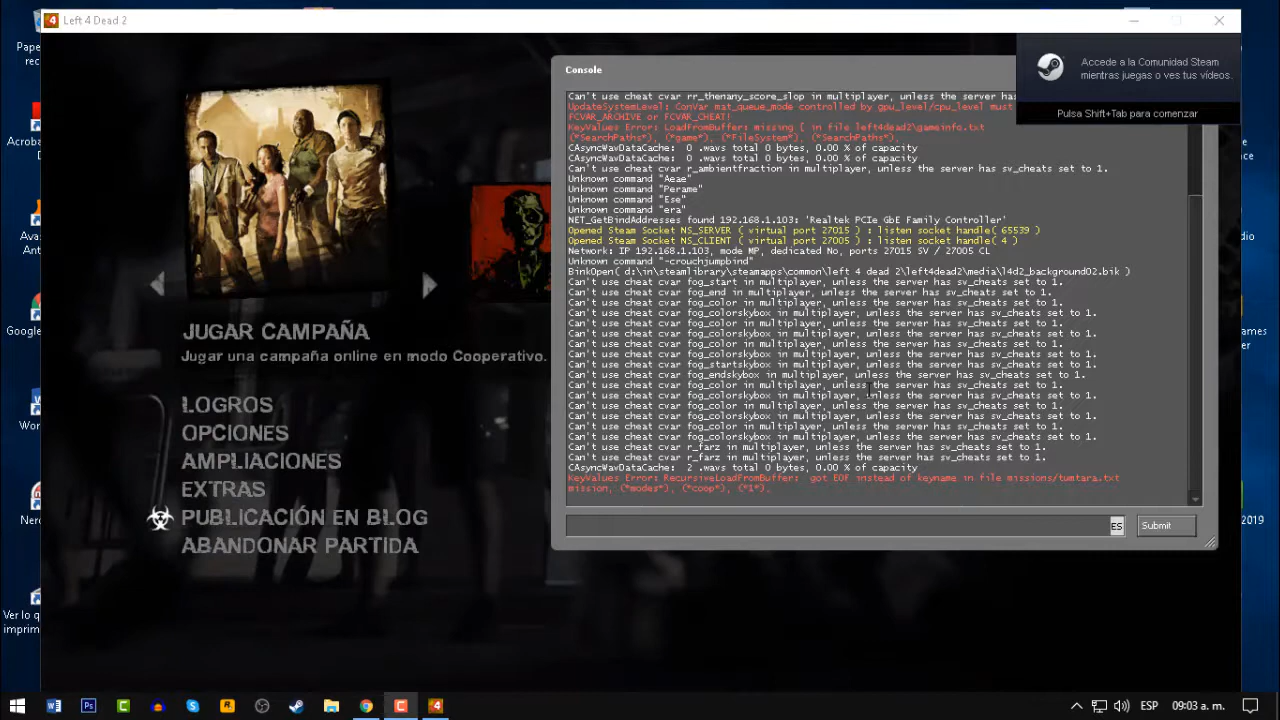 Left 4 Dead 2
Console
Accede a la Comunidad Steam
mientras juegas o ves tus vídeos.
Pulsa Shift+Tab para comenzar
Can't use cheat cvar rr_thenany_score_slop in multiplayer, unless the server has
UpdateSystemLevel: ConVar mat_queue_mode controlled by gpu_level/cpu_level must
FCVAR_ARCHIVE or FCVAR_CHEAT!
KeyValues Error: LoadFromBuffer: missing { in file left4dead2\gameinfo.txt
(*SearchPaths*), (*game*), (*FileSystem*), (*SearchPaths*),
CAsyncWavDataCache:  0 .wavs total 0 bytes, 0.00 % of capacity
CAsyncWavDataCache:  0 .wavs total 0 bytes, 0.00 % of capacity
Can't use cheat cvar r_ambientfraction in multiplayer, unless the server has sv_cheats set to 1.
Unknown command "Aeae"
Unknown command "Perame"
Unknown command "Ese"
Unknown command "era"
NET_GetBindAddresses found 192.168.1.103: 'Realtek PCIe GbE Family Controller'
Opened Steam Socket NS_SERVER ( virtual port 27015 ) : listen socket handle( 65539 )
Opened Steam Socket NS_CLIENT ( virtual port 27005 ) : listen socket handle( 4 )
Network: IP 192.168.1.103, mode MP, dedicated No, ports 27015 SV / 27005 CL
Unknown command "-crouchjumpbind"
BinkOpen( d:\in\steamlibrary\steamapps\common\left 4 dead 2\left4dead2\media\l4d2_background02.bik )
Can't use cheat cvar fog_start in multiplayer, unless the server has sv_cheats set to 1.
Can't use cheat cvar fog_end in multiplayer, unless the server has sv_cheats set to 1.
Can't use cheat cvar fog_color in multiplayer, unless the server has sv_cheats set to 1.
Can't use cheat cvar fog_colorskybox in multiplayer, unless the server has sv_cheats set to 1.
Can't use cheat cvar fog_color in multiplayer, unless the server has sv_cheats set to 1.
Can't use cheat cvar fog_colorskybox in multiplayer, unless the server has sv_cheats set to 1.
Can't use cheat cvar fog_color in multiplayer, unless the server has sv_cheats set to 1.
Can't use cheat cvar fog_colorskybox in multiplayer, unless the server has sv_cheats set to 1.
Can't use cheat cvar fog_startskybox in multiplayer, unless the server has sv_cheats set to 1.
Can't use cheat cvar fog_endskybox in multiplayer, unless the server has sv_cheats set to 1.
Can't use cheat cvar fog_color in multiplayer, unless the server has sv_cheats set to 1.
Can't use cheat cvar fog_colorskybox in multiplayer, unless the server has sv_cheats set to 1.
Can't use cheat cvar fog_color in multiplayer, unless the server has sv_cheats set to 1.
Can't use cheat cvar fog_colorskybox in multiplayer, unless the server has sv_cheats set to 1.
Can't use cheat cvar fog_color in multiplayer, unless the server has sv_cheats set to 1.
Can't use cheat cvar fog_colorskybox in multiplayer, unless the server has sv_cheats set to 1.
Can't use cheat cvar r_farz in multiplayer, unless the server has sv_cheats set to 1.
Can't use cheat cvar r_farz in multiplayer, unless the server has sv_cheats set to 1.
CAsyncWavDataCache:  2 .wavs total 0 bytes, 0.00 % of capacity
KeyValues Error: RecursiveLoadFromBuffer:  got EOF instead of keyname in file missions/tumtara.txt
mission, (*modes*), (*coop*), (*1*),
ES
Submit
JUGAR CAMPAÑA
Jugar una campaña online en modo Cooperativo.
LOGROS
OPCIONES
AMPLIACIONES
EXTRAS
PUBLICACIÓN EN BLOG
ABANDONAR PARTIDA
Pape
rec
Acroba
D
Avas
Ant
Google
Wo
Nero
Ver lo q
imprim
nce
dio
ames
2019
ESP
09:03 a. m.